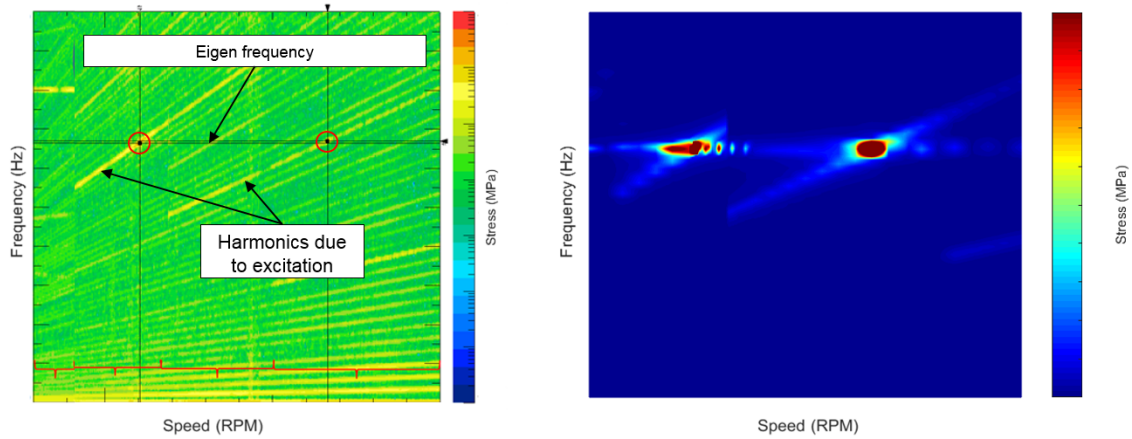 Eigen frequency
Harmonics due
to excitation
Frequency (Hz)
Speed (RPM)
Stress (MPa)
Frequency (Hz)
Speed (RPM)
Stress (MPa)